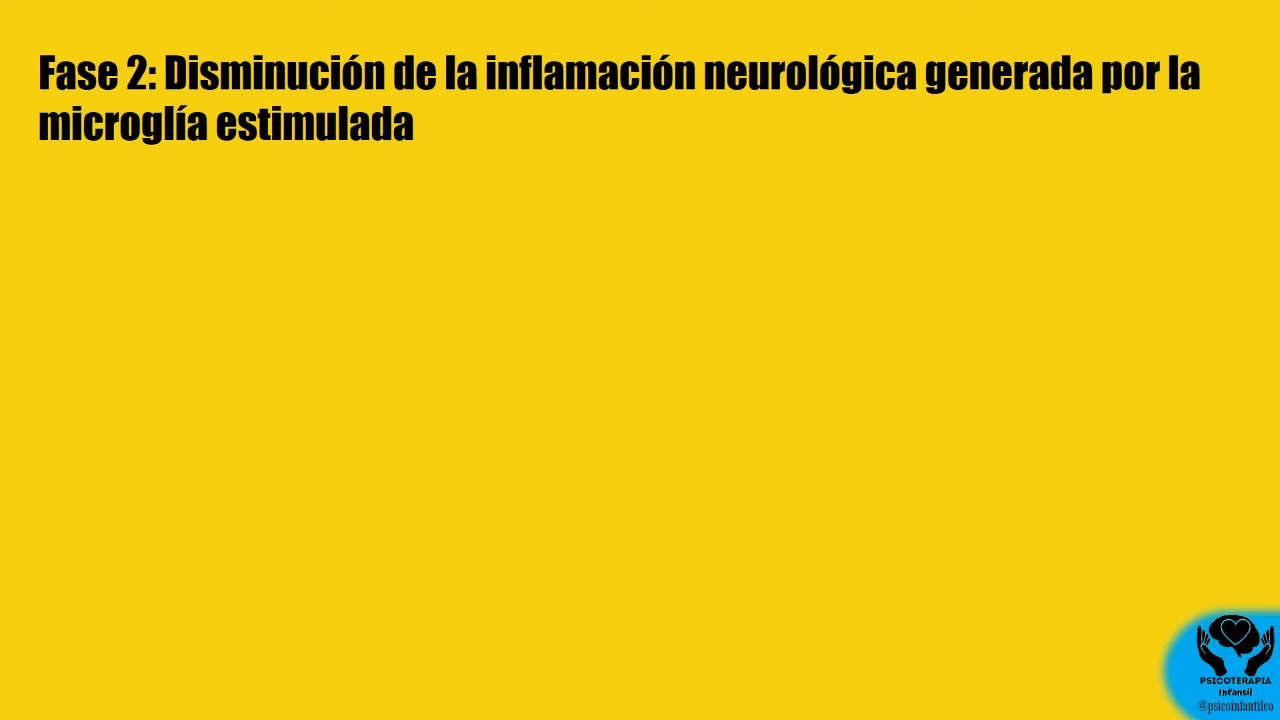 Fase 2: Disminución de la inflamación neurológica generada por la
microglía estimulada
PSICOTERAPIA
Infantil
@psicoinfantilco